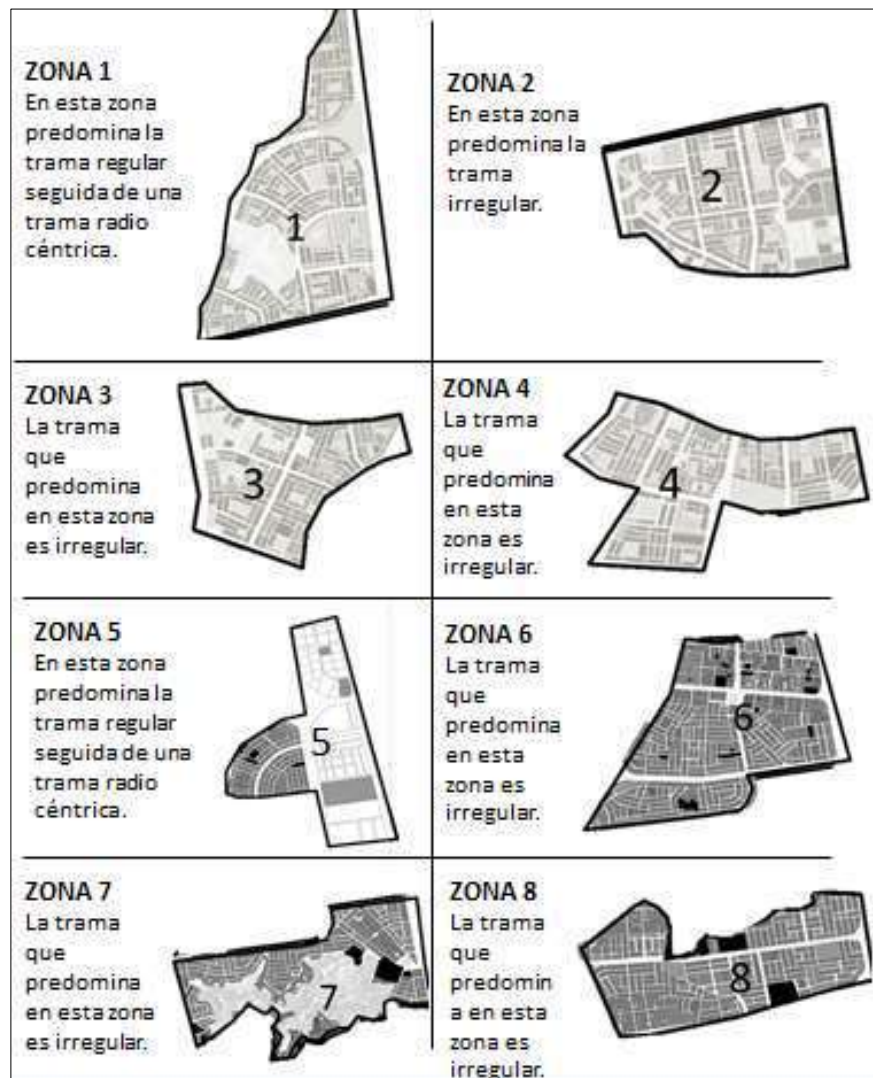 ZONA 1
En esta zona
predomina la
trama regular
seguida de una
trama radio
céntrica.
1
ZONA 2
En esta zona
predomina la
trama
irregular.
2
ZONA 3
La trama
que
predomina
en esta zona
es irregular.
3
ZONA 4
La trama
que
predomina
en esta
zona es
irregular.
4
ZONA 5
En esta zona
predomina la
trama regular
seguida de una
trama radio
céntrica.
5
ZONA 6
La trama
que
predomina
en esta
zona es
irregular.
6
ZONA 7
La trama
que
predomina
en esta zona
es irregular.
7
ZONA 8
La trama
que
predomin
a en esta
zona es
irregular.
8